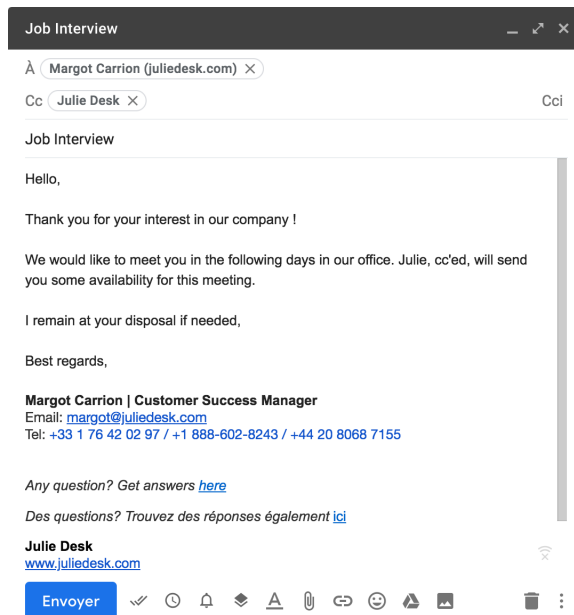 Job Interview
À Margot Carrion (juliedesk.com)
Cc Julie Desk Cci
Job Interview
Hello,
Thank you for your interest in our company !
We would like to meet you in the following days in our office. Julie, cc'ed, will send
you some availability for this meeting.
I remain at your disposal if needed,
Best regards,
Margot Carrion | Customer Success Manager
Email: margot@juliedesk.com
Tel: +33 1 76 42 02 97 / +1 888-602-8243 / +44 20 8068 7155
Any question? Get answers here
Des questions? Trouvez des réponses également ici
Julie Desk
www.juliedesk.com
Envoyer